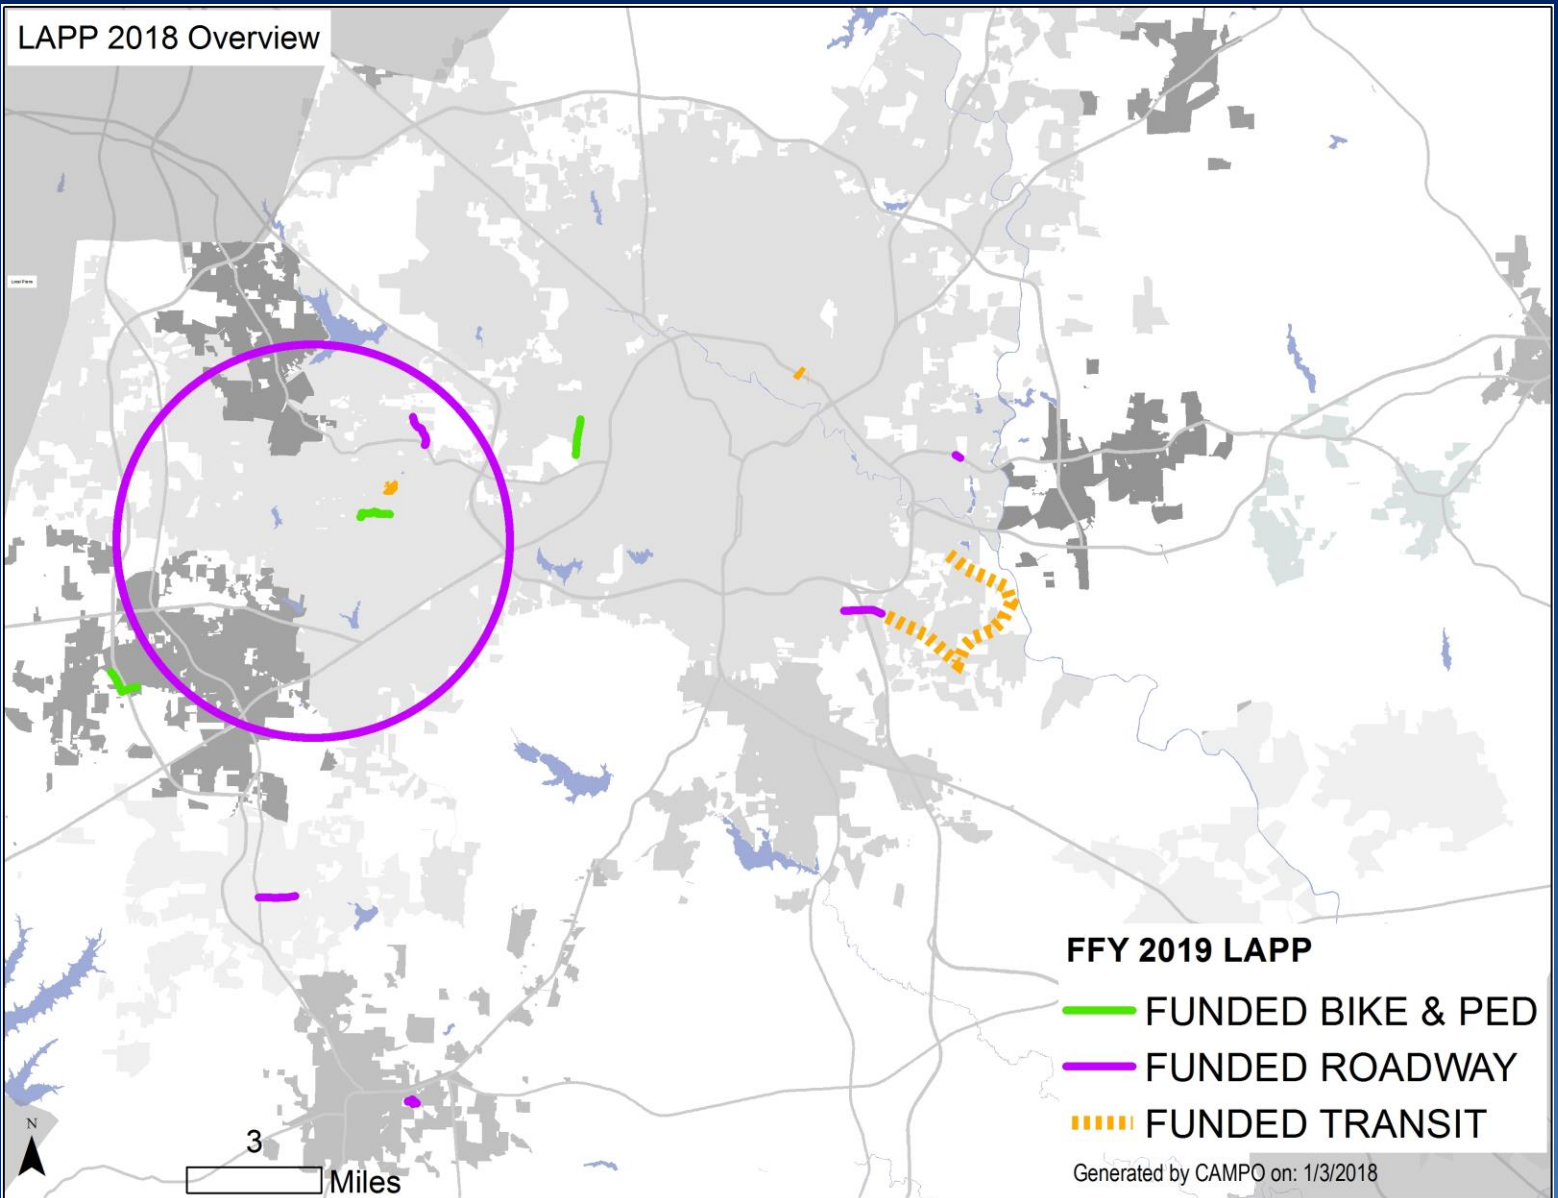 LAPP 2018 Overview
FFY 2019 LAPP
FUNDED BIKE & PED
FUNDED ROADWAY
FUNDED TRANSIT
Generated by CAMPO on: 1/3/2018
N
3
Miles